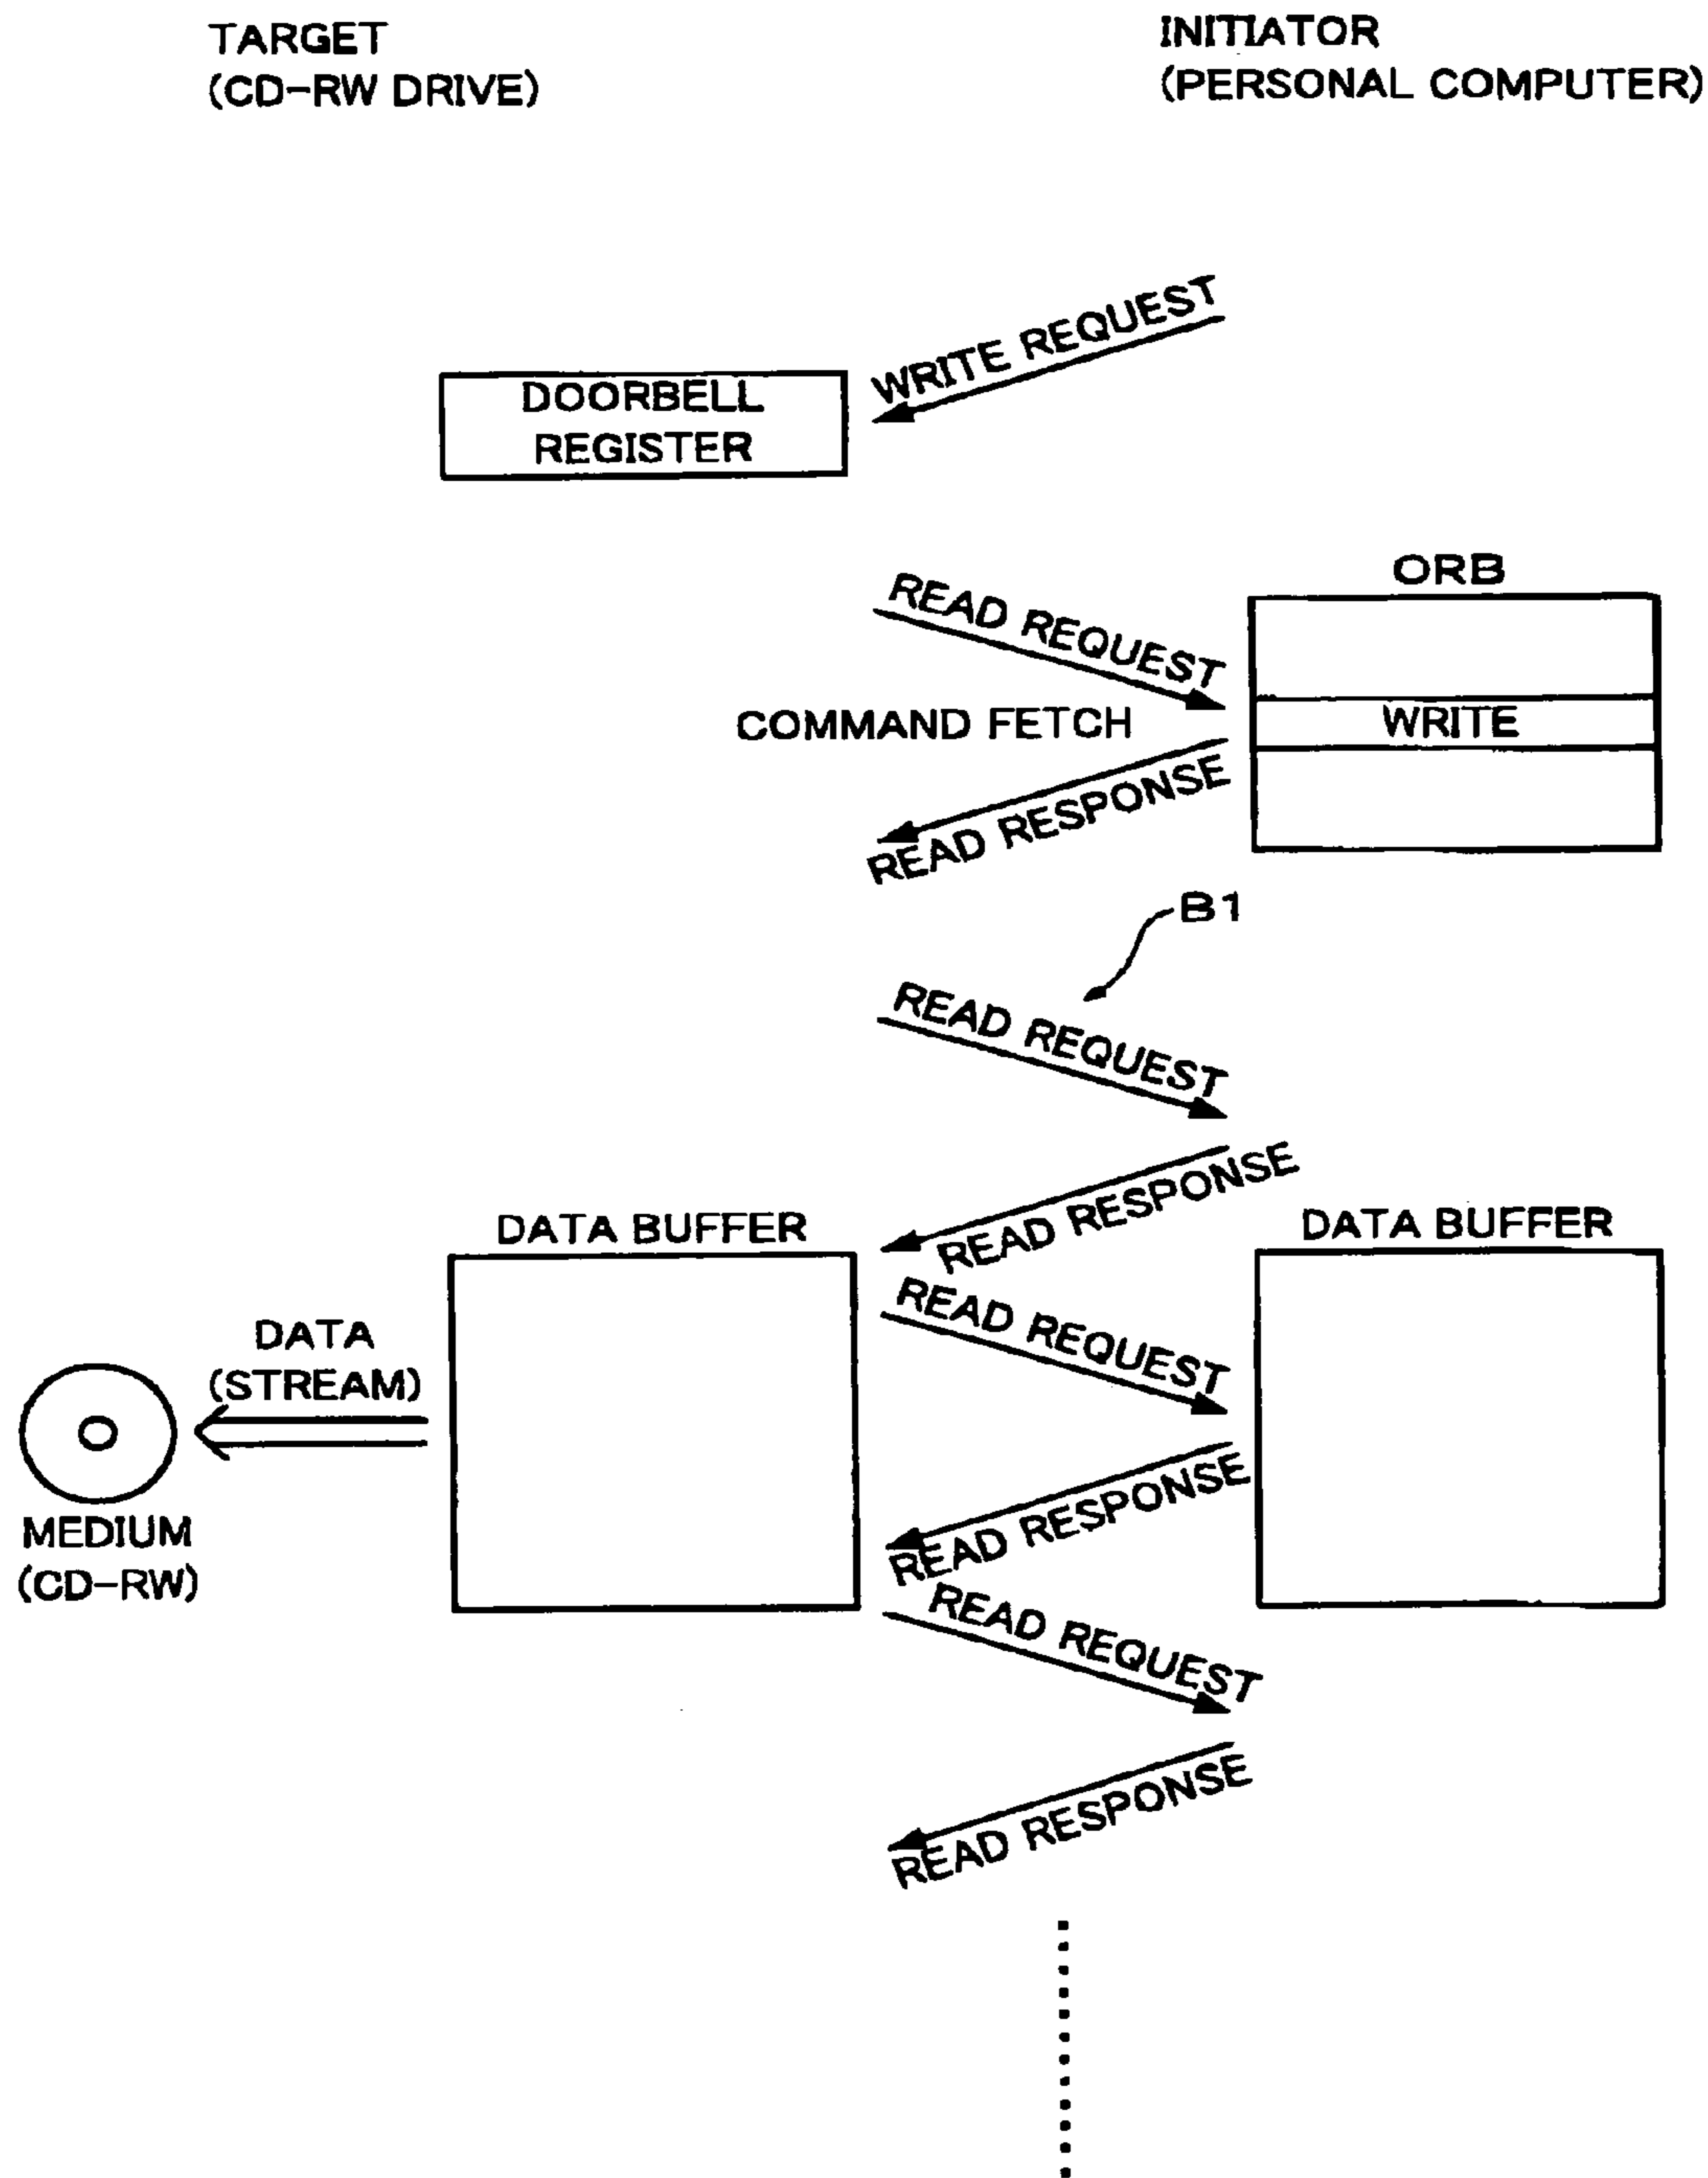 TARGET
(CD-RW DRIVE)
INITIATOR
(PERSONAL COMPUTER)
WRITE REQUEST
DOORBELL
REGISTER
ORB
READ REQUEST
COMMAND FETCH
WRITE
READ RESPONSE
B1
READ REQUEST
READ RESPONSE
DATA BUFFER
DATA BUFFER
READ REQUEST
DATA
(STREAM)
READ RESPONSE
MEDIUM
(CD-RW)
READ REQUEST
READ RESPONSE